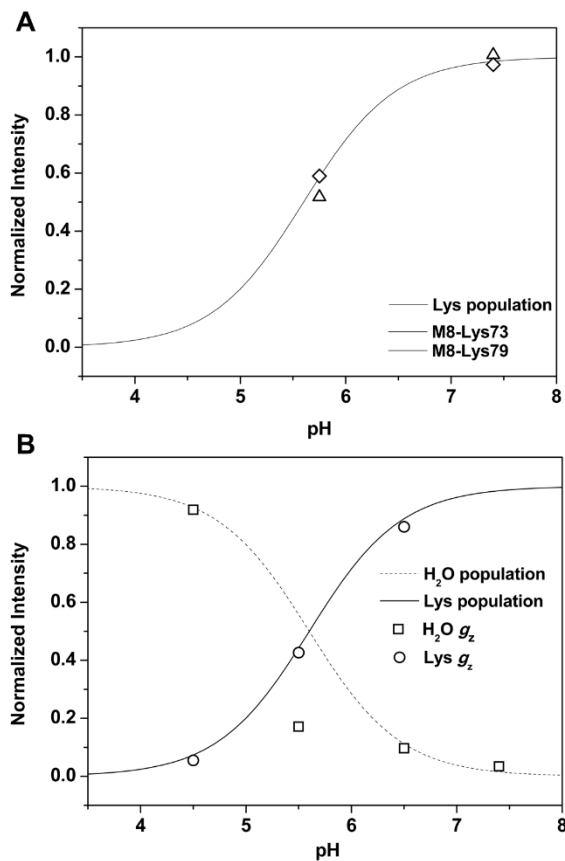 A
Normalized Intensity
1.0
0.8
0.6
0.4
0.2
0.0
Lys population
M8-Lys73
M8-Lys79
4 5 6 7 8
pH
B
Normalized Intensity
1.0
0.8
0.6
0.4
0.2
0.0
H₂O population
Lys population
H₂O g_z
Lys g_z
4 5 6 7 8
pH